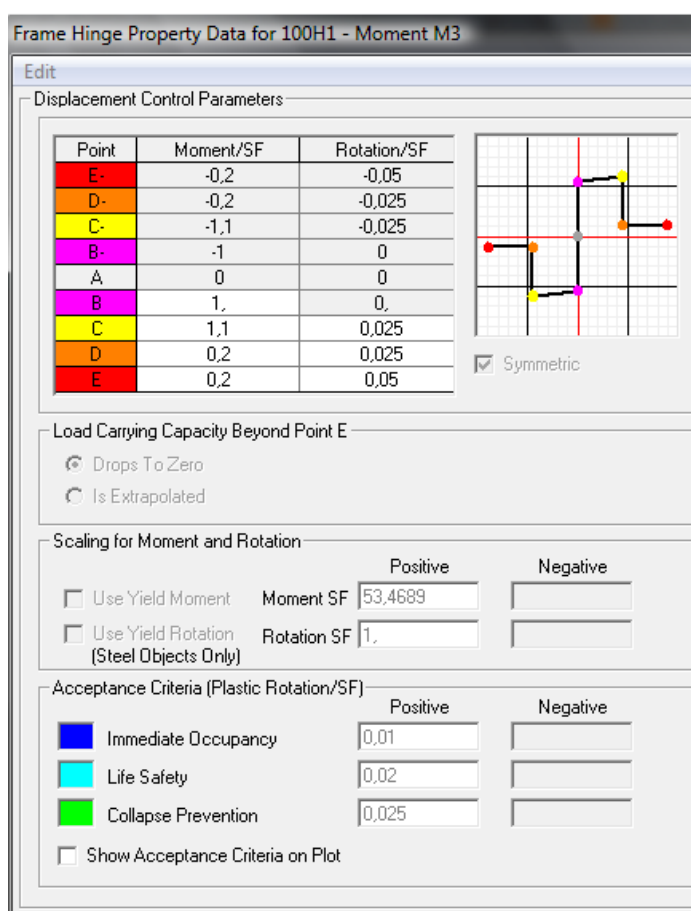 Frame Hinge Property Data for 100H1 - Moment M3
Edit
Displacement Control Parameters
Point Moment/SF Rotation/SF
E- -0,2 -0,05
D- -0,2 -0,025
C- -1,1 -0,025
B- -1 0
A 0 0
B 1, 0,
C 1,1 0,025
D 0,2 0,025
E 0,2 0,05
Symmetric
Load Carrying Capacity Beyond Point E
Drops To Zero
Is Extrapolated
Scaling for Moment and Rotation
Positive Negative
Use Yield Moment Moment SF 53,4689
Use Yield Rotation Rotation SF 1,
(Steel Objects Only)
Acceptance Criteria (Plastic Rotation/SF)
Positive Negative
Immediate Occupancy 0,01
Life Safety 0,02
Collapse Prevention 0,025
Show Acceptance Criteria on Plot